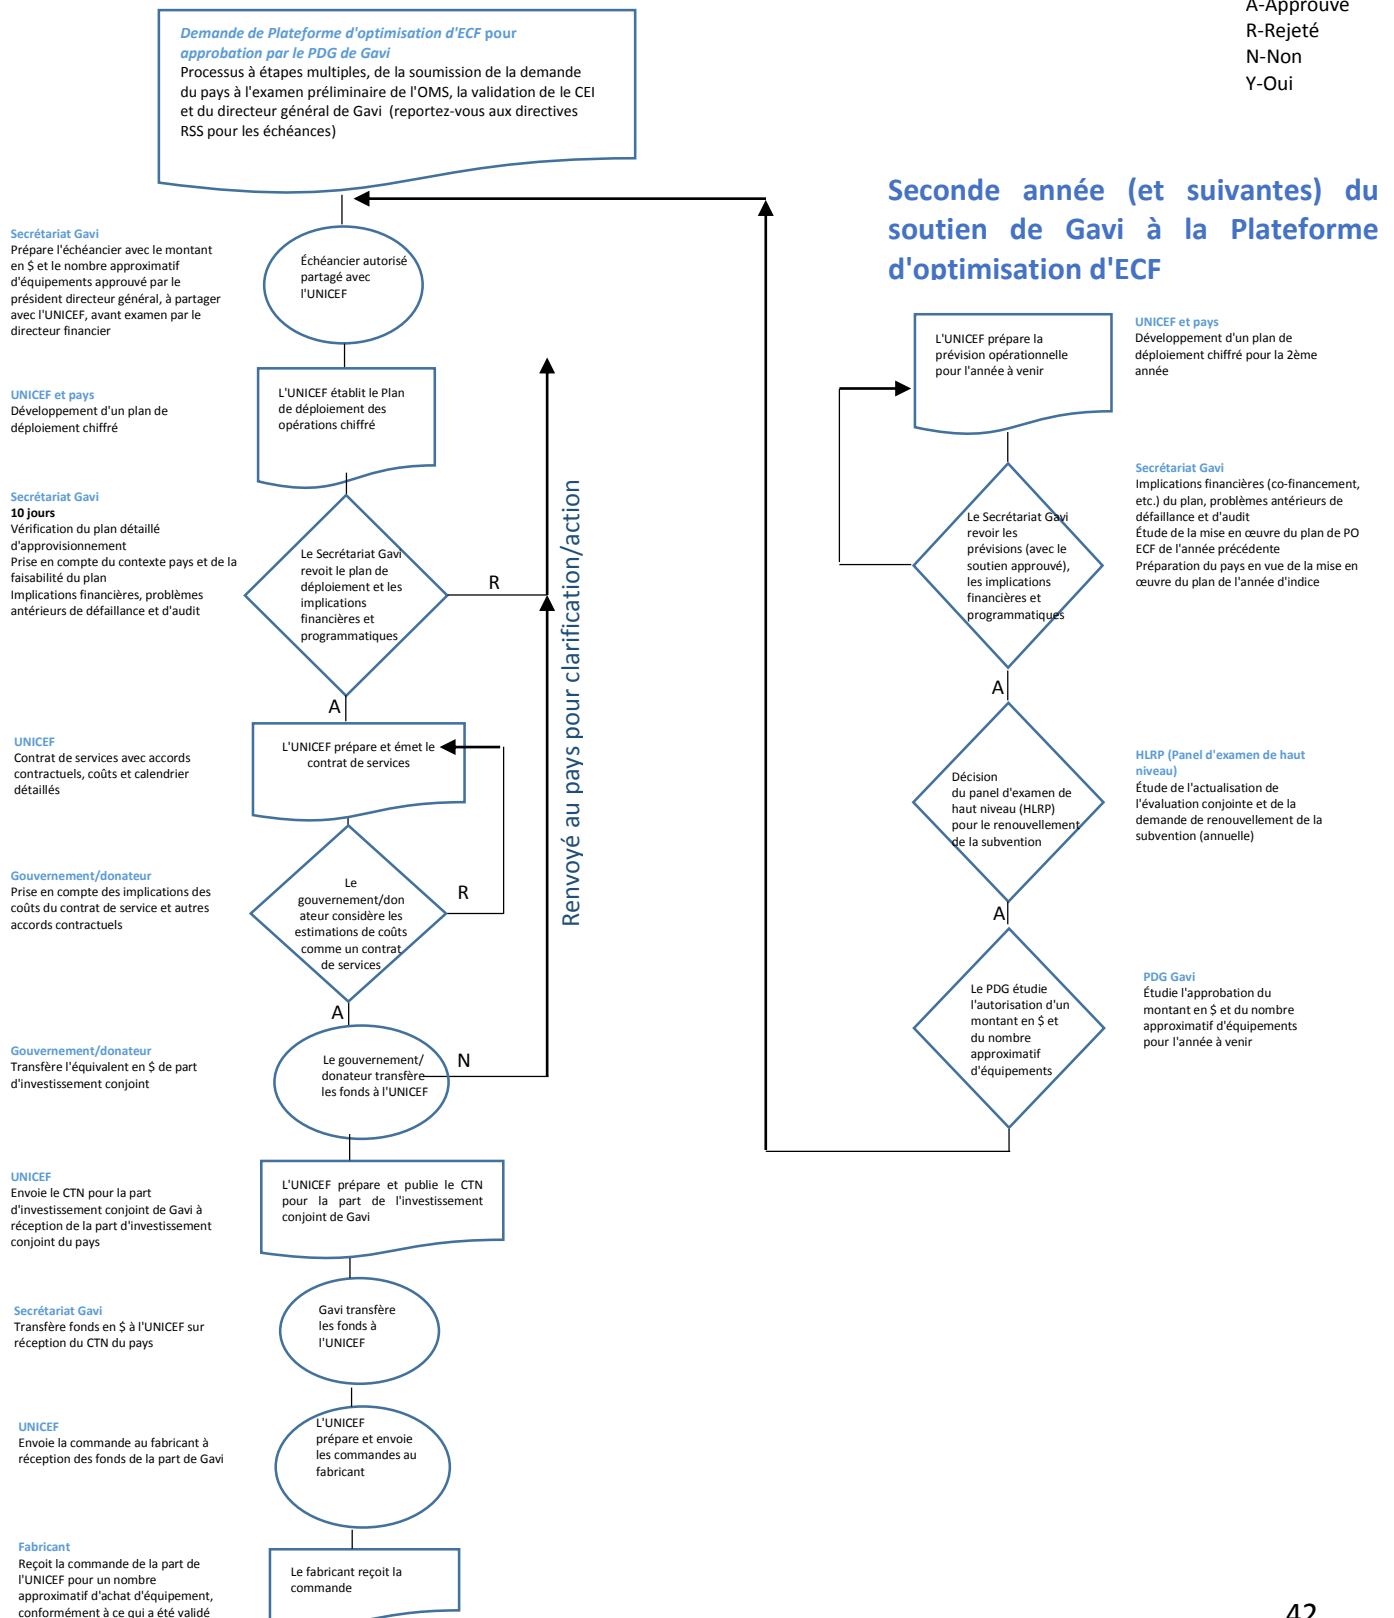 A-Approuvé
R-Rejeté
N-Non
Y-Oui
Demande de Plateforme d'optimisation d'ECF pour
approbation par le PDG de Gavi
Processus à étapes multiples, de la soumission de la demande
du pays à l'examen préliminaire de l'OMS, la validation de le CEI
et du directeur général de Gavi (reportez-vous aux directives
RSS pour les échéances)
Secrétariat Gavi
Prépare l'échéancier avec le montant
en $ et le nombre approximatif
d'équipements approuvé par le
président directeur général, à partager
avec l'UNICEF, avant examen par le
directeur financier
Échéancier autorisé
partagé avec
l'UNICEF
UNICEF et pays
Développement d'un plan de
déploiement chiffré
L'UNICEF établit le Plan
de déploiement des
opérations chiffré
Secrétariat Gavi
10 jours
Vérification du plan détaillé
d'approvisionnement
Prise en compte du contexte pays et de la
faisabilité du plan
Implications financières, problèmes
antérieurs de défaillance et d'audit
Le Secrétariat Gavi
revoit le plan de
déploiement et les
implications
financières et
programmatiques
R
A
Renvoyé au pays pour clarification/action
UNICEF
Contrat de services avec accords
contractuels, coûts et calendrier
détaillés
L'UNICEF prépare et émet le
contrat de services
Gouvernement/donateur
Prise en compte des implications des
coûts du contrat de service et autres
accords contractuels
Le
gouvernement/don
ateur considère les
estimations de coûts
comme un contrat
de services
R
A
Gouvernement/donateur
Transfère l'équivalent en $ de part
d'investissement conjoint
Le gouvernement/
donateur transfère
les fonds à l'UNICEF
N
UNICEF
Envoie le CTN pour la part
d'investissement conjoint de Gavi à
réception de la part d'investissement
conjoint du pays
L'UNICEF prépare et publie le CTN
pour la part de l'investissement
conjoint de Gavi
Secrétariat Gavi
Transfère fonds en $ à l'UNICEF sur
réception du CTN du pays
Gavi transfère
les fonds à
l'UNICEF
UNICEF
Envoie la commande au fabricant à
réception des fonds de la part de Gavi
L'UNICEF
prépare et envoie
les commandes au
fabricant
Fabricant
Reçoit la commande de la part de
l'UNICEF pour un nombre
approximatif d'achat d'équipement,
conformément à ce qui a été validé
Le fabricant reçoit la
commande
Seconde année (et suivantes) du
soutien de Gavi à la Plateforme
d'optimisation d'ECF
L'UNICEF prépare la
prévision opérationnelle
pour l'année à venir
UNICEF et pays
Développement d'un plan de
déploiement chiffré pour la 2ème
année
Le Secrétariat Gavi
revoir les
prévisions (avec le
soutien approuvé),
les implications
financières et
programmatiques
Secrétariat Gavi
Implications financières (co-financement,
etc.) du plan, problèmes antérieurs de
défaillance et d'audit
Étude de la mise en œuvre du plan de PO
ECF de l'année précédente
Préparation du pays en vue de la mise en
œuvre du plan de l'année d'indice
A
Décision
du panel d'examen de
haut niveau (HLRP)
pour le renouvellement
de la subvention
HLRP (Panel d'examen de haut
niveau)
Étude de l'actualisation de
l'évaluation conjointe et de la
demande de renouvellement de la
subvention (annuelle)
A
Le PDG étudie
l'autorisation d'un
montant en $ et
du nombre
approximatif
d'équipements
PDG Gavi
Étudie l'approbation du
montant en $ et du nombre
approximatif d'équipements
pour l'année à venir
42